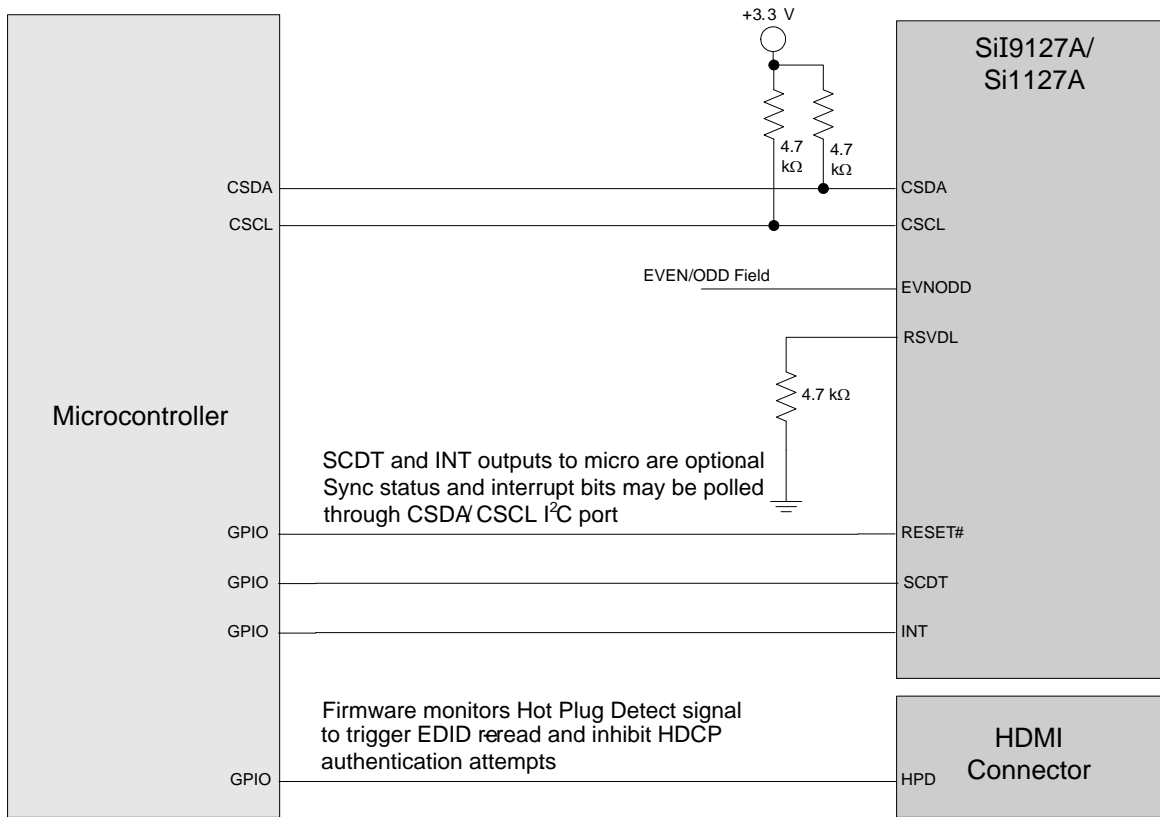 +3.3 V
SiI9127A/
Si1127A
4.7
kΩ
4.7
kΩ
CSDA
CSDA
CSCL
CSCL
EVEN/ODD Field
EVNODD
RSVDL
4.7 kΩ
Microcontroller
SCDT and INT outputs to micro are optional
Sync status and interrupt bits may be polled
through CSDA/CSCL I²C port
GPIO
RESET#
GPIO
SCDT
GPIO
INT
Firmware monitors Hot Plug Detect signal
to trigger EDID re-read and inhibit HDCP
authentication attempts
HDMI
Connector
GPIO
HPD